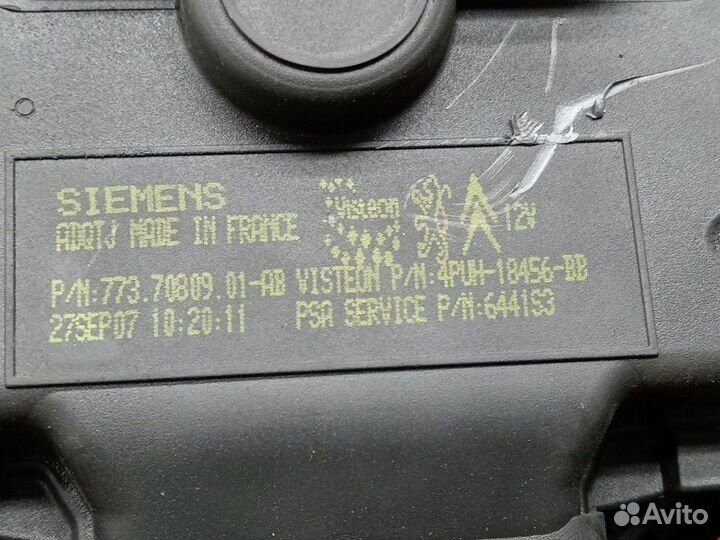 SIEMENS
ADQTJ MADE IN FRANCE
Visteon
12V
P/N:773.70809.01-AB VISTEON P/N:4PUH-18456-BB
27SEP07 10:20:11 PSA SERVICE P/N:6441S3
Avito